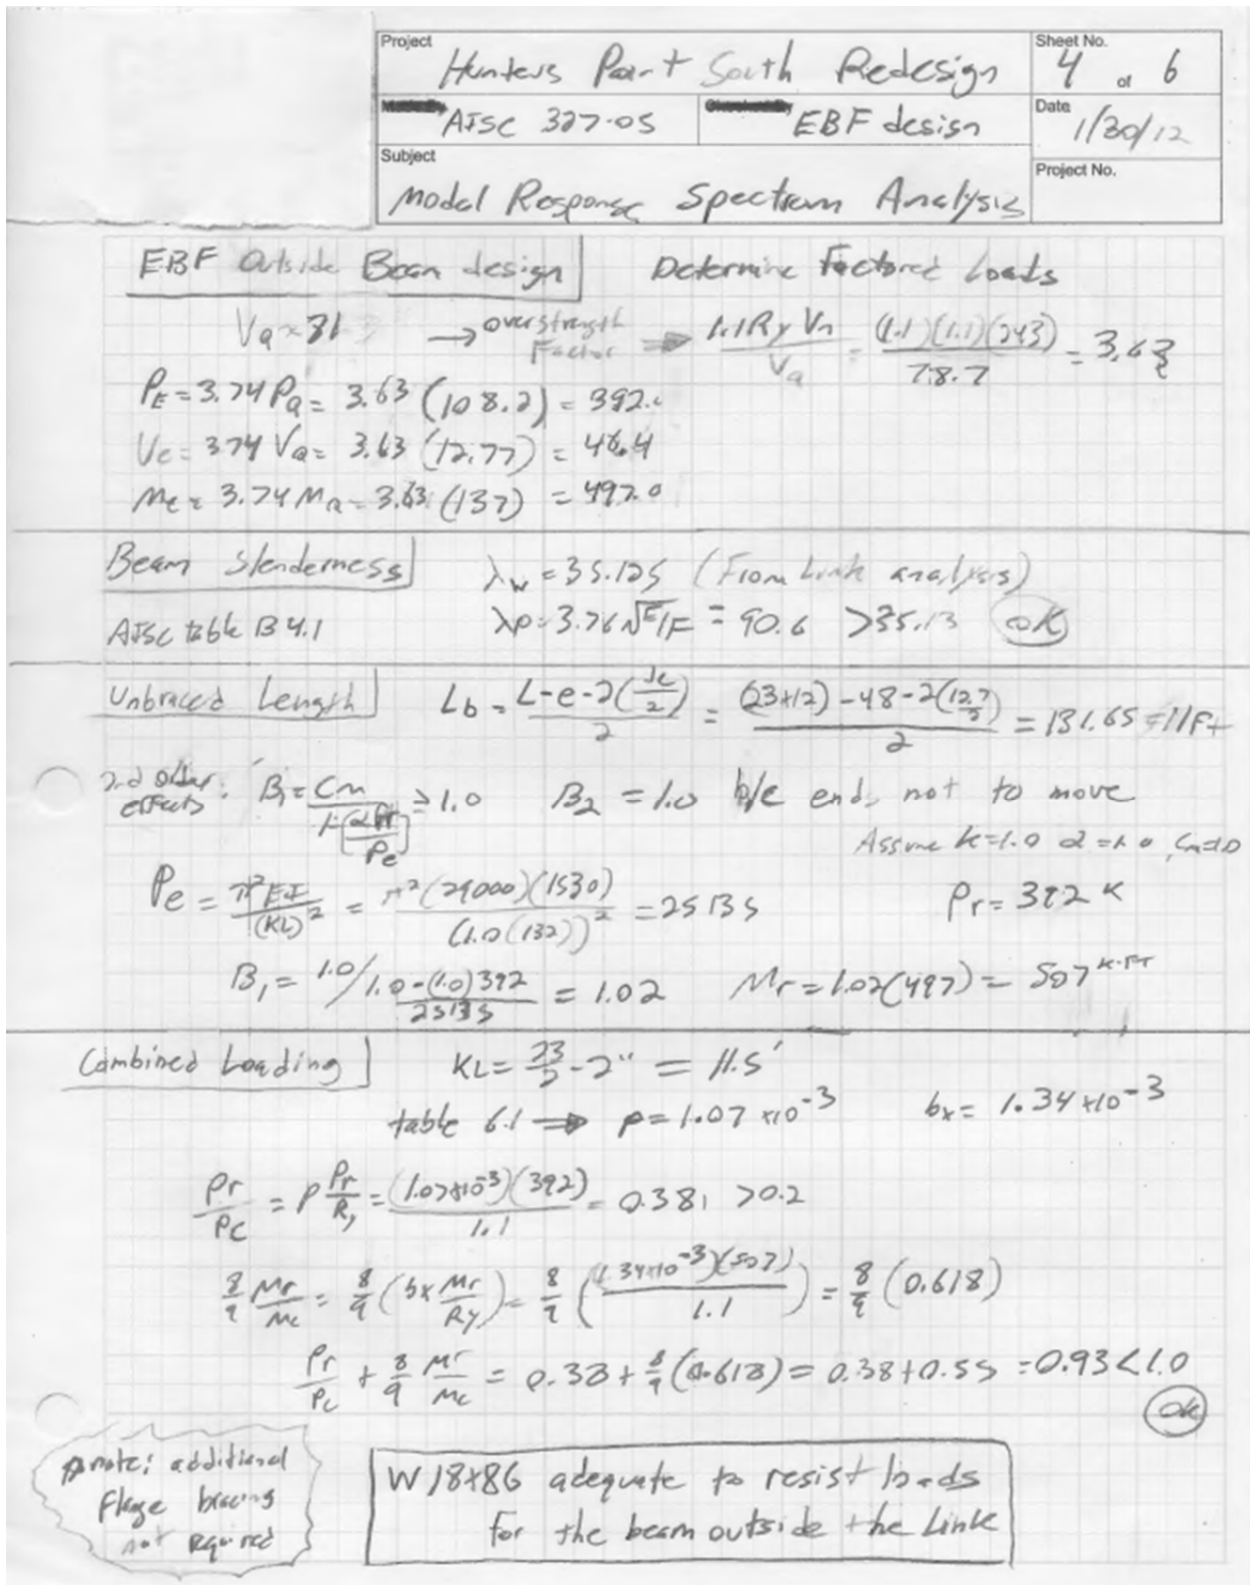 Project
Hunters Point South Redesign
Sheet No.
4 of 6
AISC 327-05
EBF design
Date
1/30/12
Subject
Modal Response Spectrum Analysis
Project No.
EBF Outside Beam design
Determine Factored Loads
VQ = 81 → overstrength Factor ⇒ 1.1 Ry Vn / VQ = (1.1)(1.1)(243) / 78.7 = 3.63
PE = 3.74 PQ = 3.63 (108.2) = 392.
VE = 3.74 VQ = 3.63 (12.77) = 46.4
ME = 3.74 MQ = 3.63 (137) = 497.0
Beam Slenderness
λw = 35.125 (From Link analysis)
AISC table B4.1
λp = 3.76 √E/F = 90.6 > 35.13 OK
Unbraced Length
Lb = L-e-2(dc/2) / 2 = (23×12)-48-2(12.7/2) / 2 = 131.65 = 11 Ft
2nd order effects: B1 = Cm / 1-[αPr/Pe] ≥ 1.0 B2 = 1.0 b/c ends not to move
Assume k=1.0 α=1.0, Cm=1.0
Pe = π²EI / (KL)² = π²(29000)(1530) / (1.0(132))² = 25135
Pr = 392 K
B1 = 1.0 / 1.0-(1.0)392/25135 = 1.02 Mr = 1.02(497) = 507 K-FT
Combined Loading
KL = 23/2 - 2" = 11.5'
table 6.1 ⇒ p = 1.07 ×10⁻³ bx = 1.34 ×10⁻³
Pr/Pc = P Pr/Ry = (1.07×10⁻³)(392) / 1.1 = 0.381 > 0.2
8/9 Mr/Mc = 8/9 (bx Mr/Ry) = 8/9 ((1.34×10⁻³)(507) / 1.1) = 8/9 (0.618)
Pr/Pc + 8/9 Mr/Mc = 0.38 + 8/9 (0.618) = 0.38 + 0.55 = 0.93 < 1.0
OK
note: additional
Flange bracing
not required
W18×86 adequate to resist loads
for the beam outside the Link